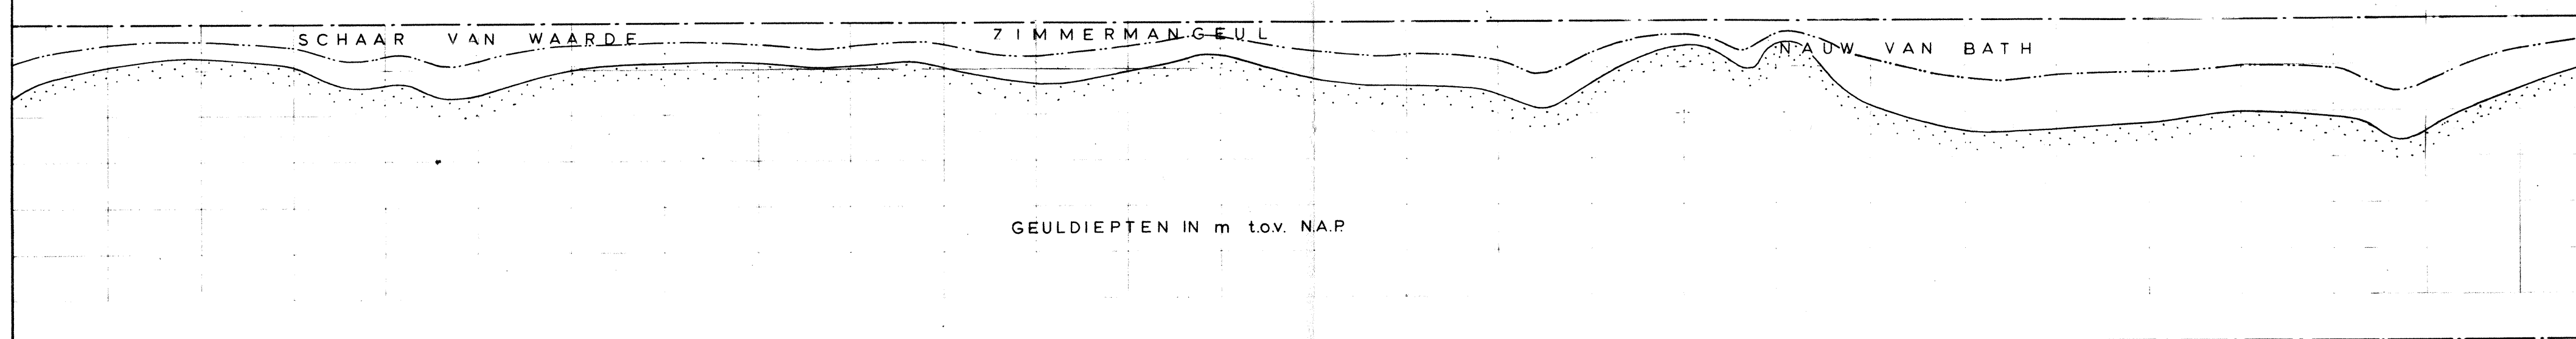 SCHAAR VAN WAARDE
ZIMMERMANGEUL
NAUW VAN BATH
GEULDIEPTEN IN m t.o.v. N.A.P.